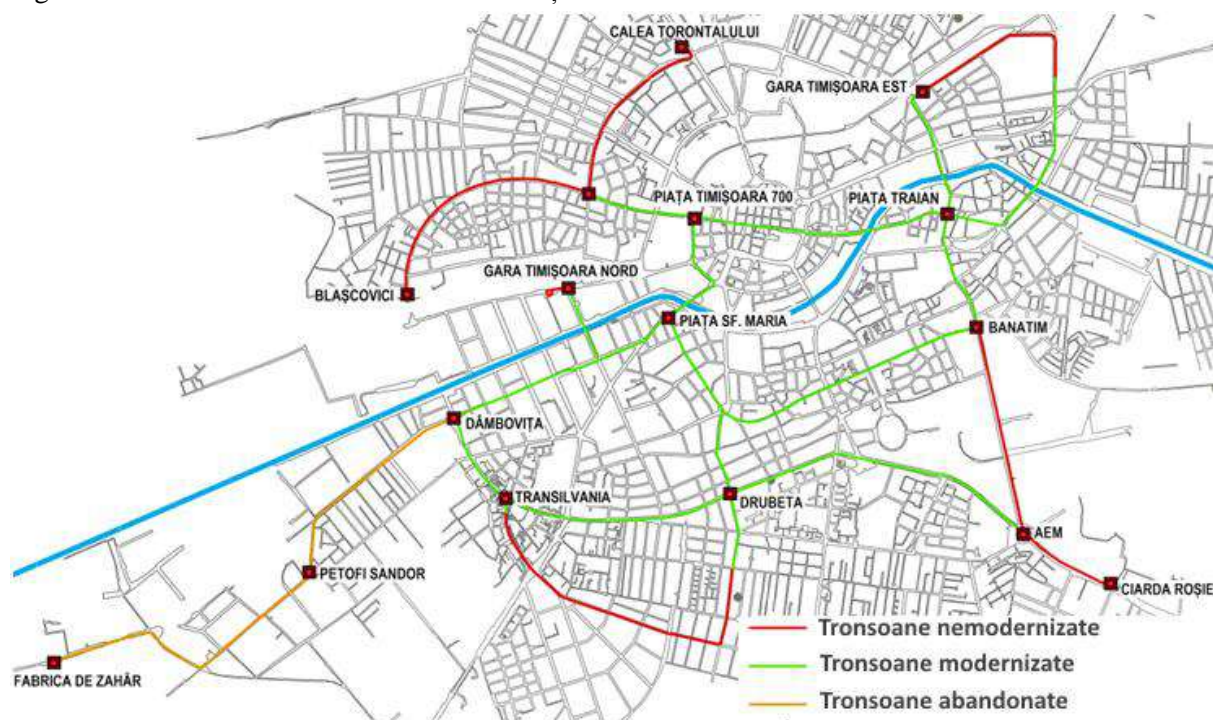 CALEA TORONTALULUI
GARA TIMIȘOARA EST
PIAȚA TIMIȘOARA 700
PIAȚA TRAIAN
GARA TIMIȘOARA NORD
BLAȘCOVICI
PIAȚA SF. MARIA
BANATIM
DÂMBOVIȚA
TRANSILVANIA
DRUBETA
AEM
PETOFI SANDOR
CIARDA ROȘIE
Tronsoane nemodernizate
Tronsoane modernizate
FABRICA DE ZAHĂR
Tronsoane abandonate